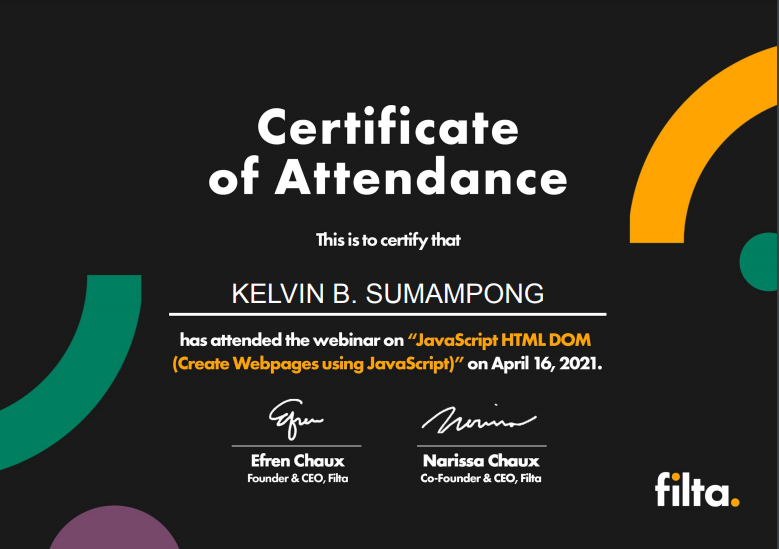 Certificate
of Attendance
This is to certify that
KELVIN B. SUMAMPONG
has attended the webinar on “JavaScript HTML DOM
(Create Webpages using JavaScript)” on April 16, 2021.
Efren
Narissa
Efren Chaux
Founder & CEO, Filta
Narissa Chaux
Co-Founder & CEO, Filta
filta.